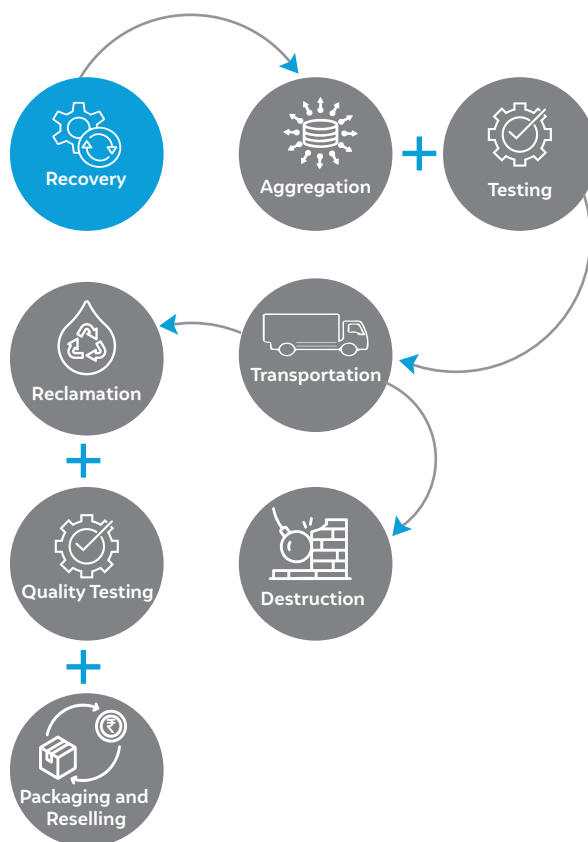 Recovery
Aggregation
Testing
Reclamation
Transportation
Quality Testing
Destruction
₹
Packaging and
Reselling